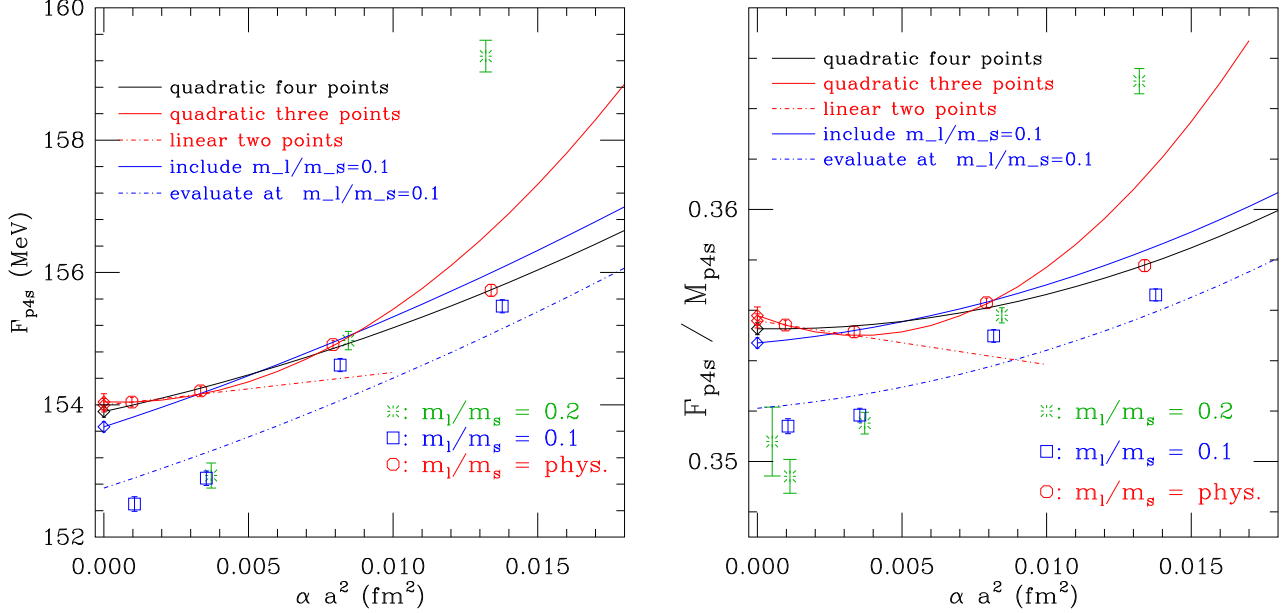 160
158
156
154
152
F_p4s (MeV)
quadratic four points
quadratic three points
linear two points
include m_l/m_s=0.1
evaluate at m_l/m_s=0.1
: m_l/m_s = 0.2
: m_l/m_s = 0.1
: m_l/m_s = phys.
0.000 0.005 0.010 0.015
α a² (fm²)
0.36
0.35
F_p4s / M_p4s
quadratic four points
quadratic three points
linear two points
include m_l/m_s=0.1
evaluate at m_l/m_s=0.1
: m_l/m_s = 0.2
: m_l/m_s = 0.1
: m_l/m_s = phys.
0.000 0.005 0.010 0.015
α a² (fm²)